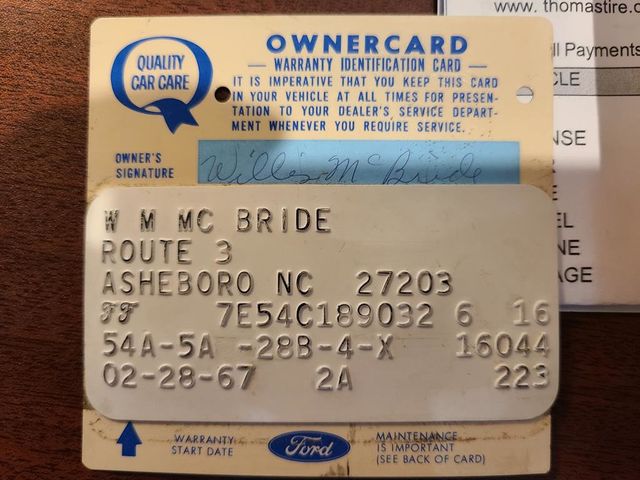 www. thomastire.c
ll Payments
CLE
NSE
EL
NE
AGE
QUALITY
CAR CARE
OWNERCARD
WARRANTY IDENTIFICATION CARD
IT IS IMPERATIVE THAT YOU KEEP THIS CARD
IN YOUR VEHICLE AT ALL TIMES FOR PRESEN-
TATION TO YOUR DEALER'S SERVICE DEPART-
MENT WHENEVER YOU REQUIRE SERVICE.
OWNER'S
SIGNATURE
Willis McBride
W M MC BRIDE
ROUTE 3
ASHEBORO NC 27203
FF 7E54C189032 6 16
54A-5A -28B-4-X 16044
02-28-67 2A 223
WARRANTY
START DATE
Ford
MAINTENANCE
IS IMPORTANT
(SEE BACK OF CARD)